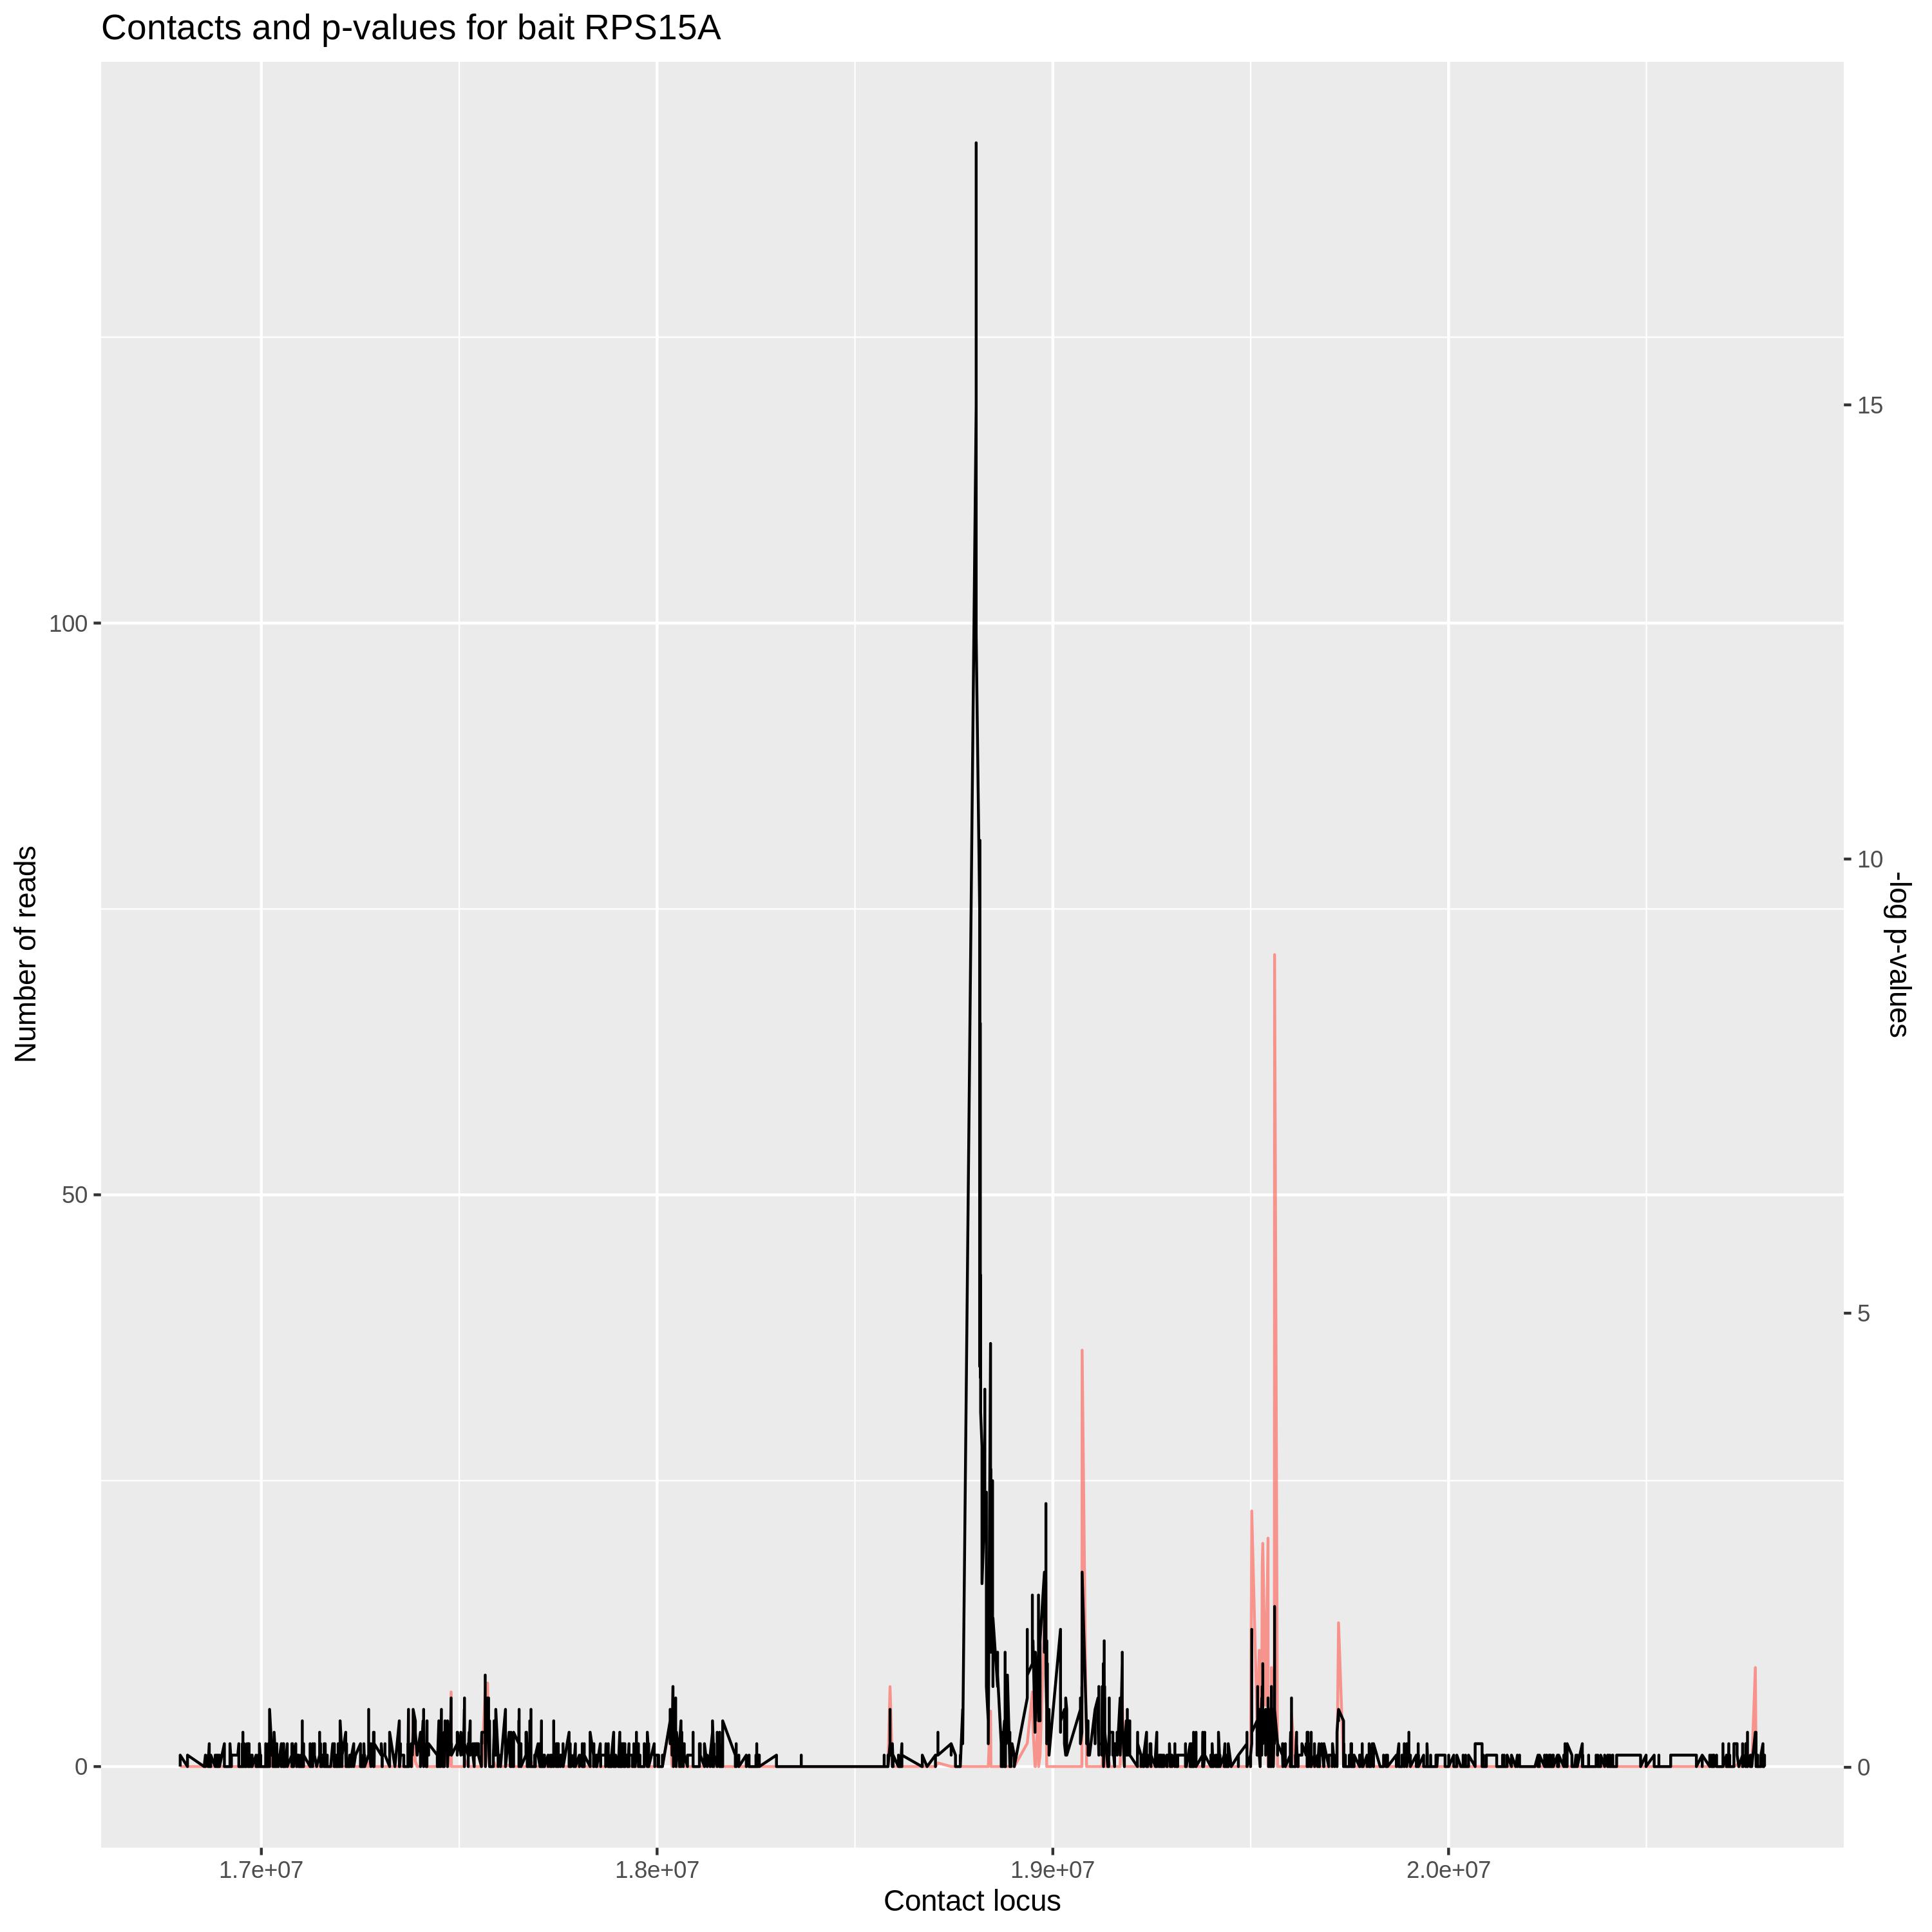 Contacts and p-values for bait RPS15A
Number of reads
100
50
0
15
10
5
0
-log p-values
1.7e+07
1.8e+07
1.9e+07
2.0e+07
Contact locus